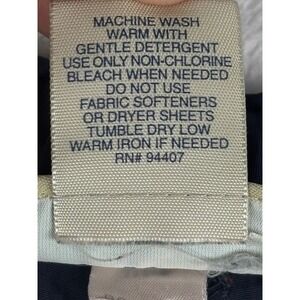 MACHINE WASH
WARM WITH
GENTLE DETERGENT
USE ONLY NON-CHLORINE
BLEACH WHEN NEEDED
DO NOT USE
FABRIC SOFTENERS
OR DRYER SHEETS
TUMBLE DRY LOW
WARM IRON IF NEEDED
RN# 94407